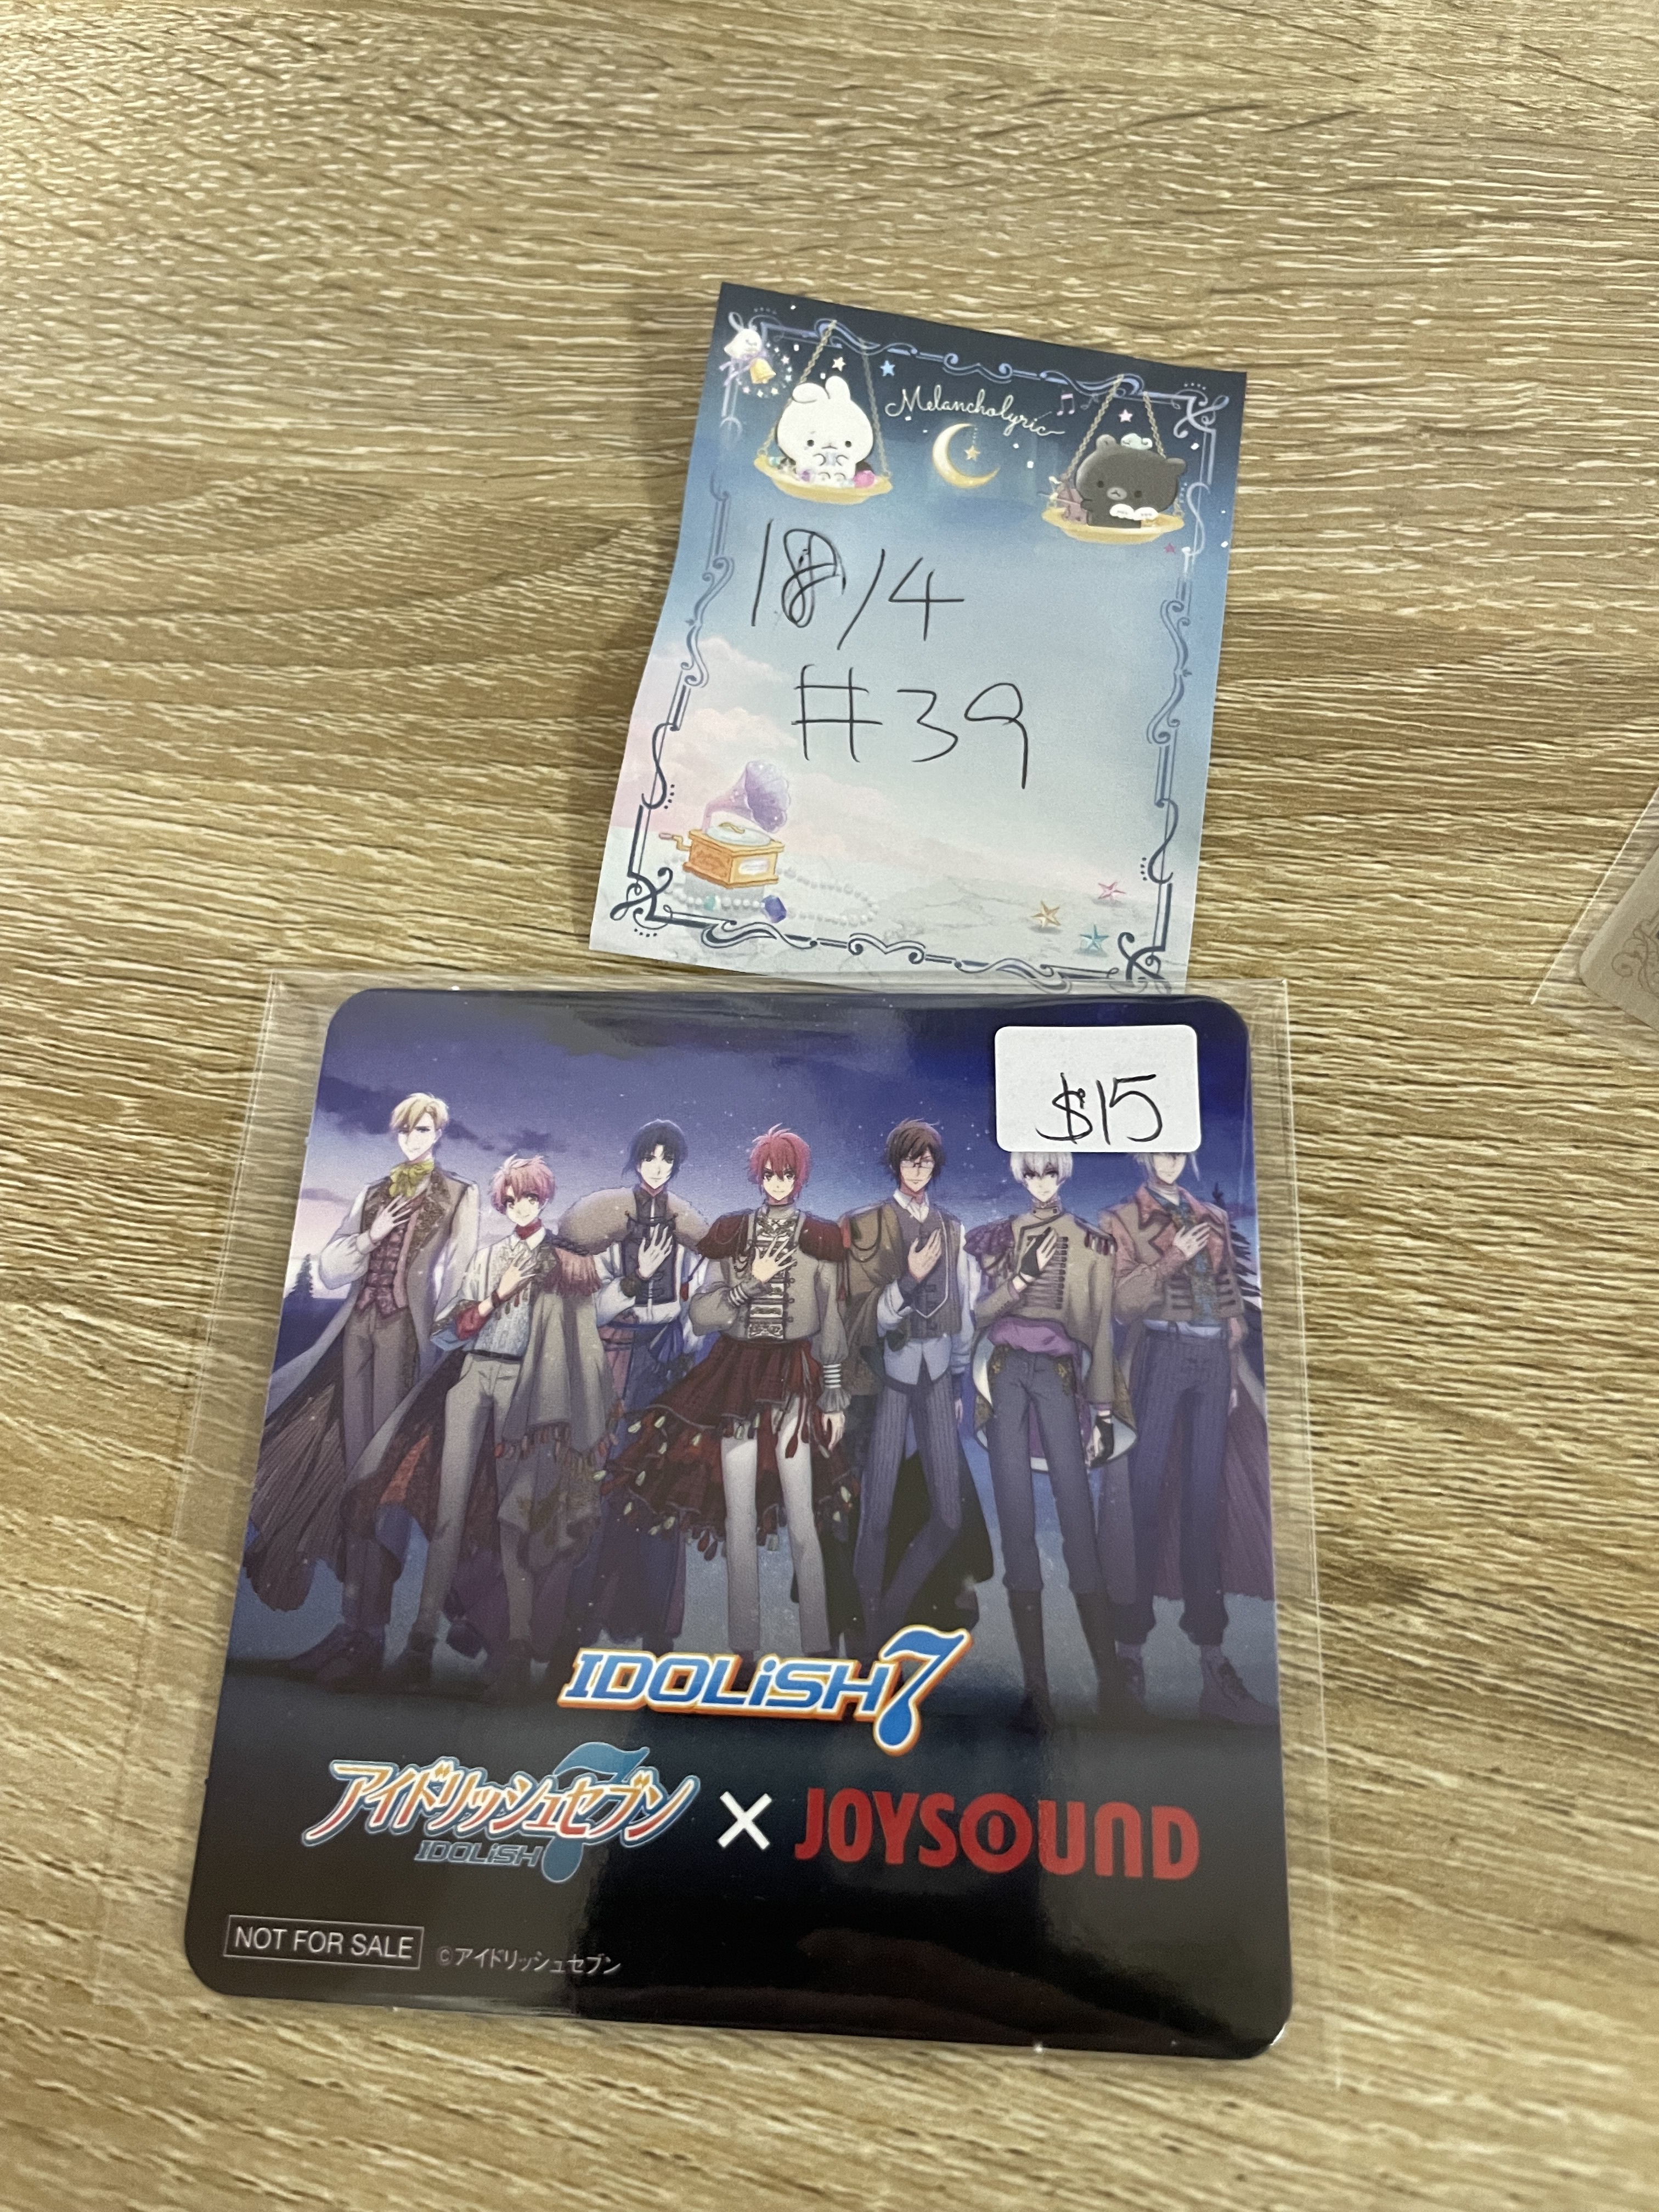 Melancholyric
18/4
#39
$15
IDOLiSH7
アイドリッシュセブン
IDOLiSH7
×
JOYSOUND
NOT FOR SALE
©アイドリッシュセブン